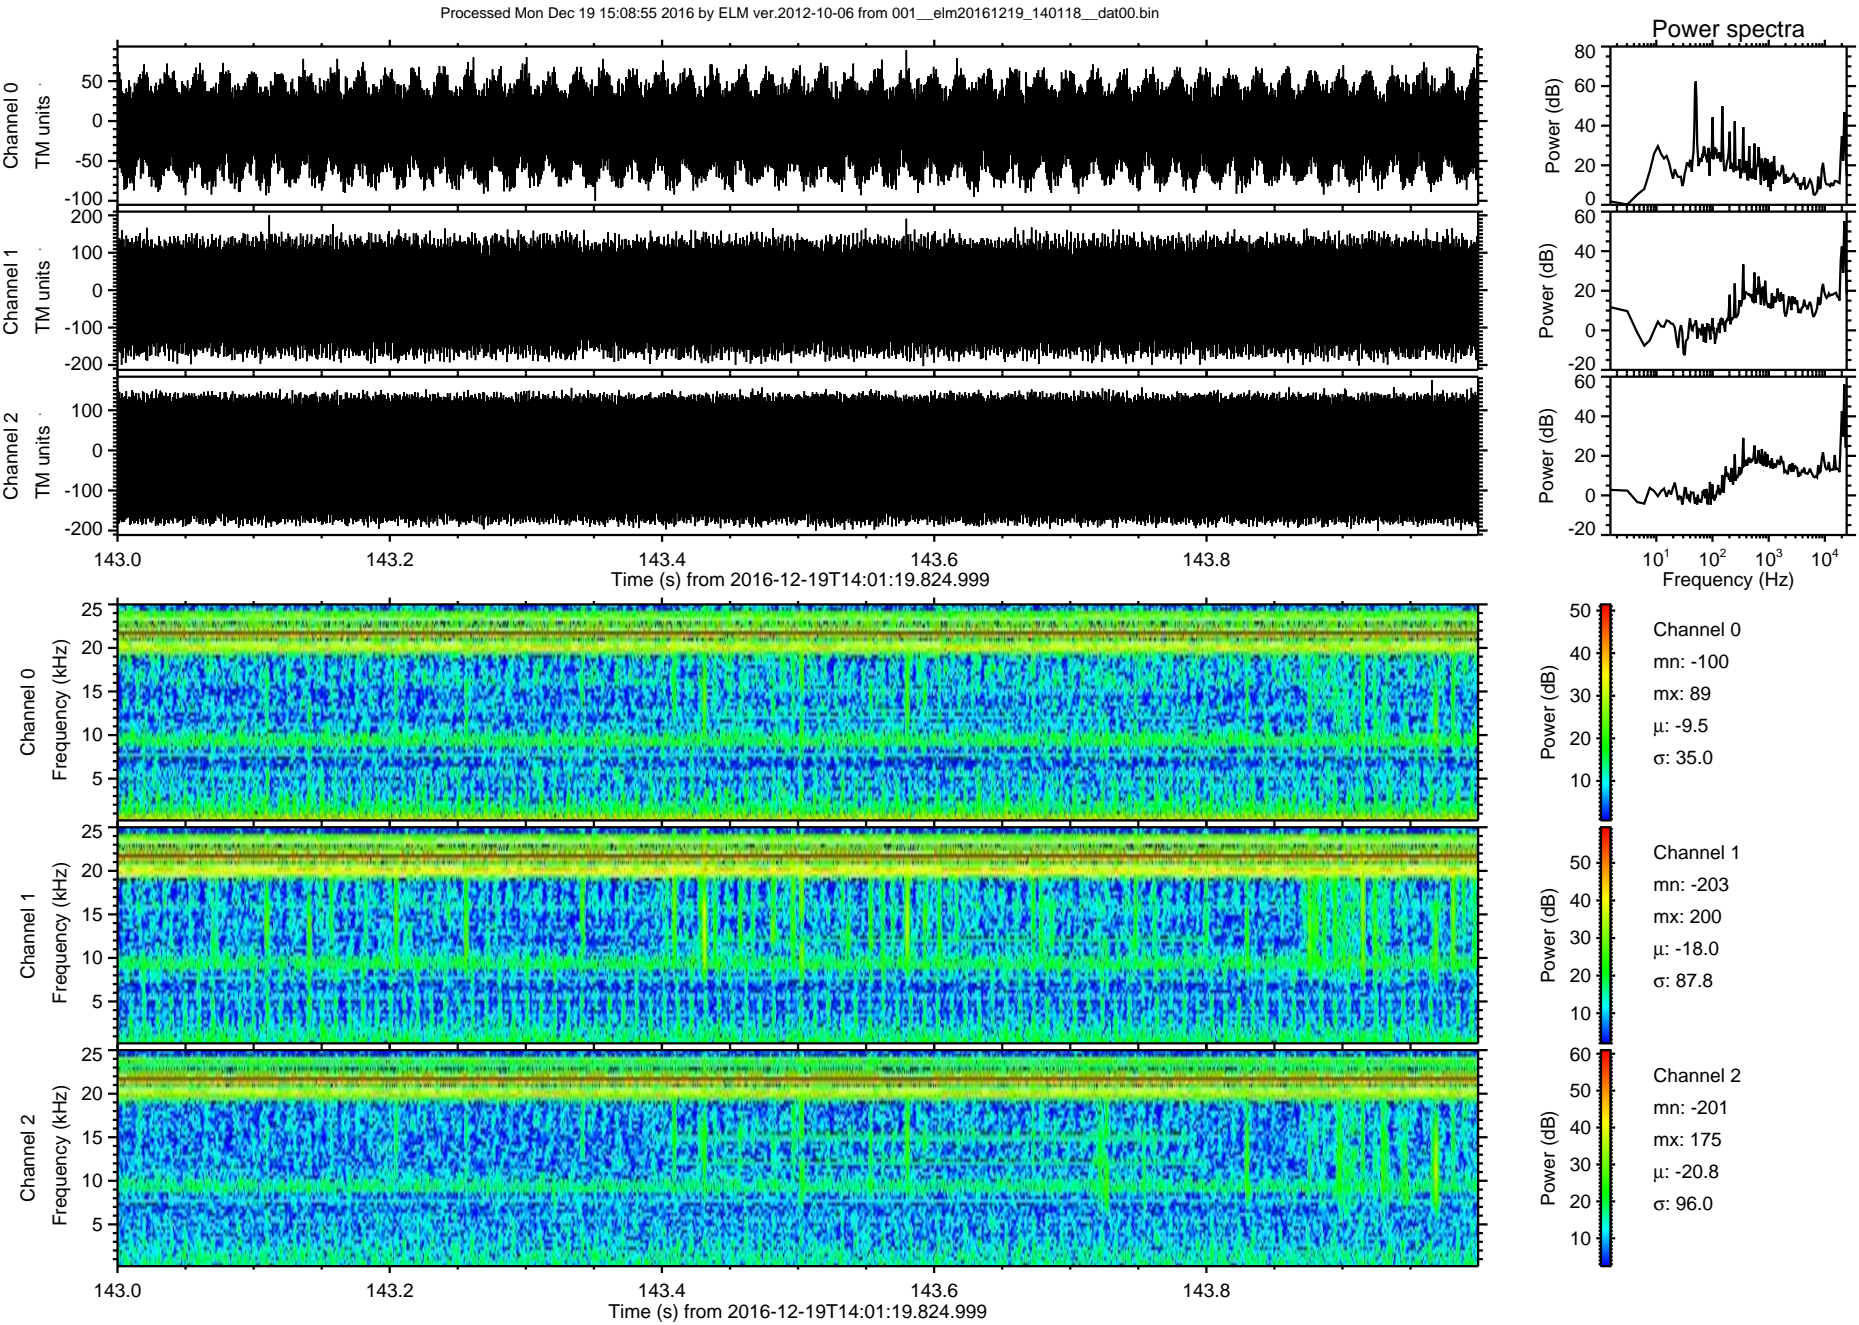 Processed Mon Dec 19 15:08:55 2016 by ELM ver.2012-10-06 from 001__elm20161219_140118__dat00.bin
Power spectra
Channel 0
TM units
50
0
-50
-100
Power (dB)
80
60
40
20
0
Channel 1
TM units
200
100
0
-100
-200
Power (dB)
60
40
20
0
-20
Channel 2
TM units
100
0
-100
-200
Power (dB)
60
40
20
0
-20
143.0 143.2 143.4 143.6 143.8
Time (s) from 2016-12-19T14:01:19.824.999
10^1 10^2 10^3 10^4
Frequency (Hz)
Channel 0
Frequency (kHz)
25
20
15
10
5
Power (dB)
50
40
30
20
10
Channel 0
mn: -100
mx: 89
μ: -9.5
σ: 35.0
Channel 1
Frequency (kHz)
25
20
15
10
5
Power (dB)
50
40
30
20
10
Channel 1
mn: -203
mx: 200
μ: -18.0
σ: 87.8
Channel 2
Frequency (kHz)
25
20
15
10
5
Power (dB)
60
50
40
30
20
10
Channel 2
mn: -201
mx: 175
μ: -20.8
σ: 96.0
143.0 143.2 143.4 143.6 143.8
Time (s) from 2016-12-19T14:01:19.824.999